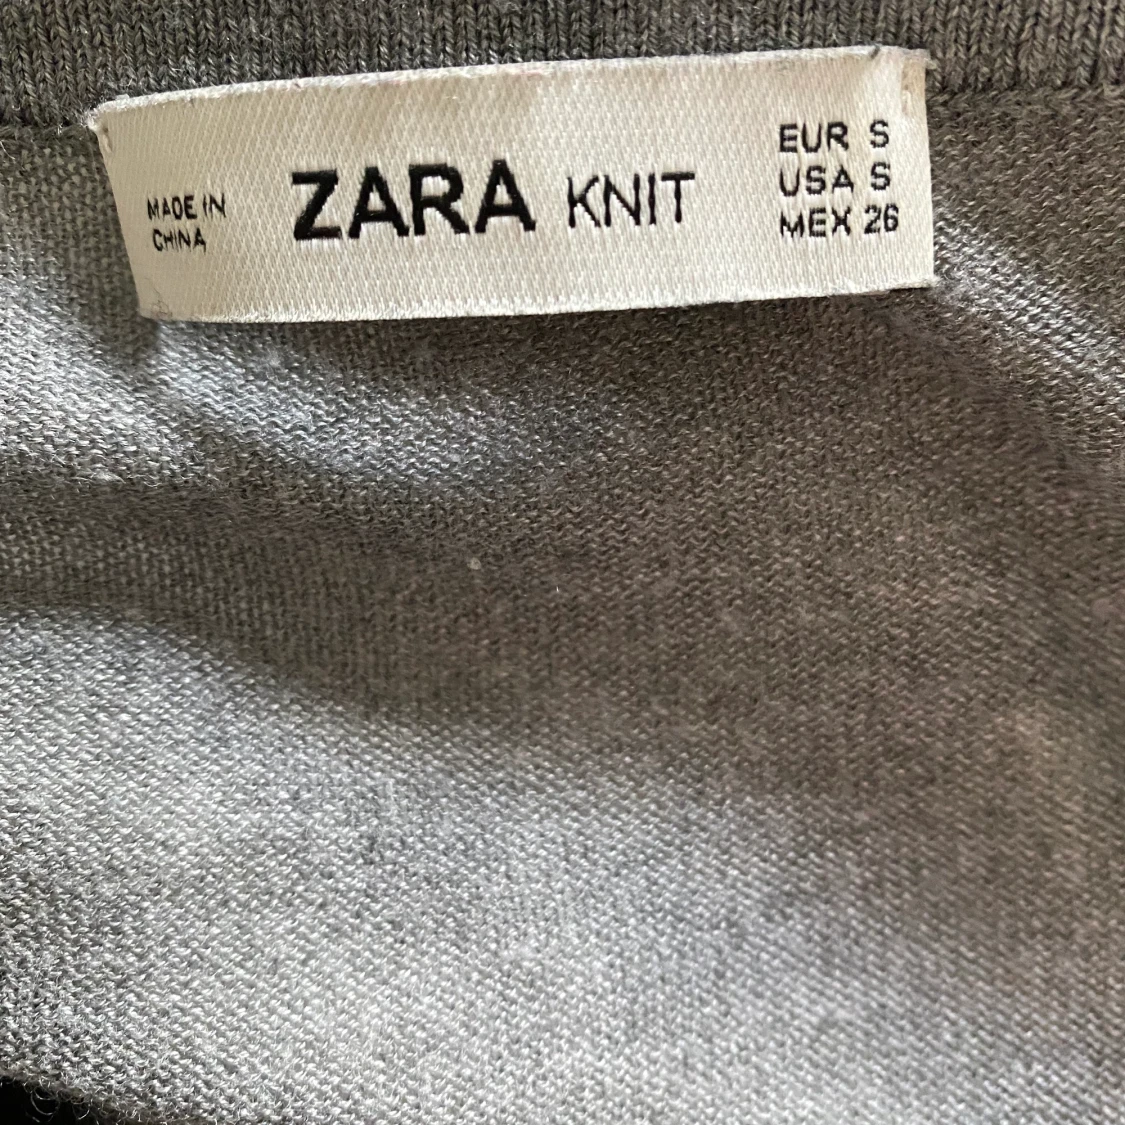 MADE IN
CHINA
ZARA KNIT
EUR S
USA S
MEX 26